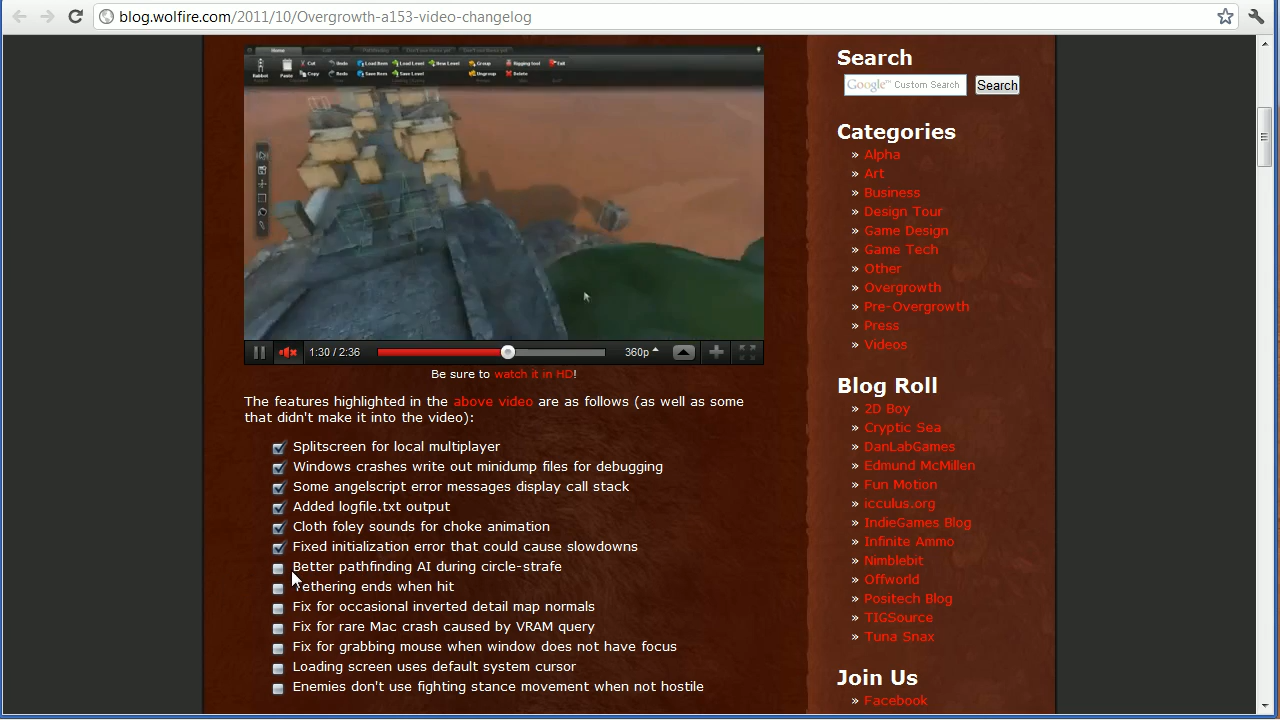 blog.wolfire.com/2011/10/Overgrowth-a153-video-changelog
Home
Cut Undo Load Item Load Level New Level Group Rigging tool Exit
Rabbot Paste Copy Redo Save Item Save Level Ungroup Delete
1:30 / 2:36 360p
Be sure to watch it in HD!
The features highlighted in the above video are as follows (as well as some
that didn't make it into the video):
Splitscreen for local multiplayer
Windows crashes write out minidump files for debugging
Some angelscript error messages display call stack
Added logfile.txt output
Cloth foley sounds for choke animation
Fixed initialization error that could cause slowdowns
Better pathfinding AI during circle-strafe
Tethering ends when hit
Fix for occasional inverted detail map normals
Fix for rare Mac crash caused by VRAM query
Fix for grabbing mouse when window does not have focus
Loading screen uses default system cursor
Enemies don't use fighting stance movement when not hostile
Search
Google™ Custom Search Search
Categories
» Alpha
» Art
» Business
» Design Tour
» Game Design
» Game Tech
» Other
» Overgrowth
» Pre-Overgrowth
» Press
» Videos
Blog Roll
» 2D Boy
» Cryptic Sea
» DanLabGames
» Edmund McMillen
» Fun Motion
» icculus.org
» IndieGames Blog
» Infinite Ammo
» Nimblebit
» Offworld
» Positech Blog
» TIGSource
» Tuna Snax
Join Us
» Facebook